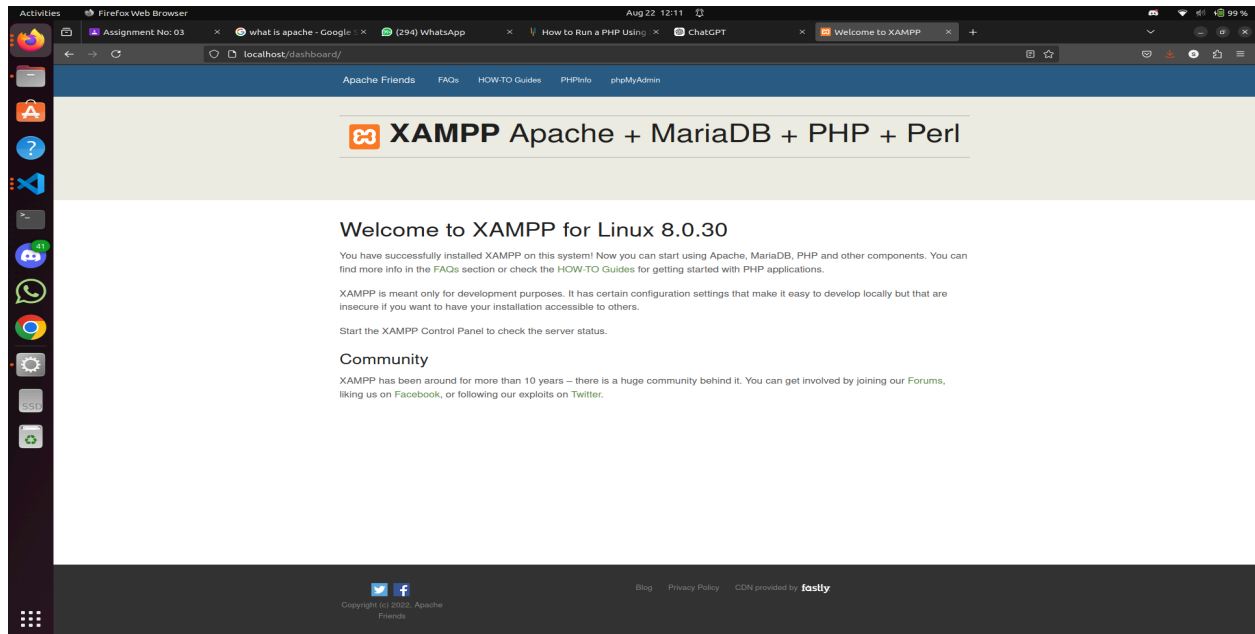 Activities Firefox Web Browser Aug 22 12:11 99 %
Assignment No: 03 what is apache - Google S (294) WhatsApp How to Run a PHP Using ChatGPT Welcome to XAMPP
localhost/dashboard/
Apache Friends FAQs HOW-TO Guides PHPInfo phpMyAdmin
XAMPP Apache + MariaDB + PHP + Perl
Welcome to XAMPP for Linux 8.0.30
You have successfully installed XAMPP on this system! Now you can start using Apache, MariaDB, PHP and other components. You can
find more info in the FAQs section or check the HOW-TO Guides for getting started with PHP applications.
XAMPP is meant only for development purposes. It has certain configuration settings that make it easy to develop locally but that are
insecure if you want to have your installation accessible to others.
Start the XAMPP Control Panel to check the server status.
Community
XAMPP has been around for more than 10 years – there is a huge community behind it. You can get involved by joining our Forums,
liking us on Facebook, or following our exploits on Twitter.
41
SSD
Blog Privacy Policy CDN provided by fastly
Copyright (c) 2022, Apache
Friends